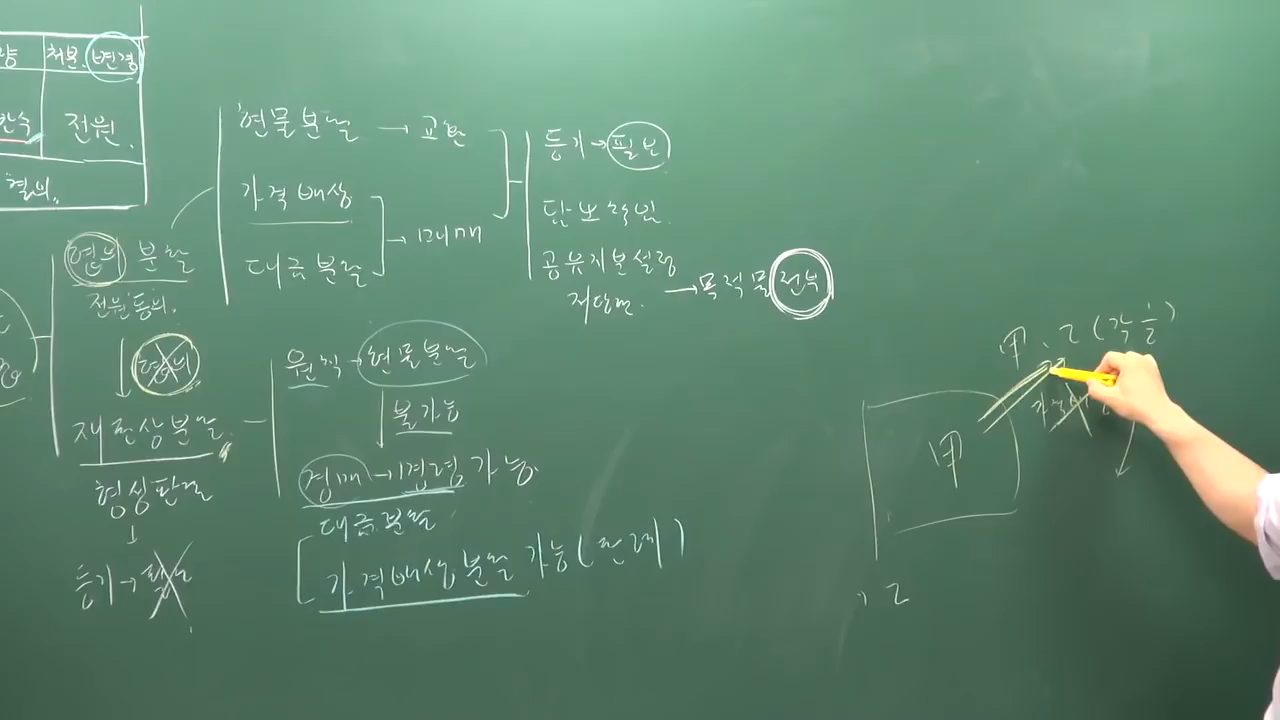 처분, 변경
전원.
결의.
현물분할 → 교환
가격배상
대금분할 → 매매
등기 → 필요
담보책임.
공유지분설정
저당권. → 목적물 전부
협의 분할
전원동의.
협의
재판상분할
형성판결
↓
등기 → 필요
원칙 → 현물분할
불가능
경매 → 1경령 가능
대금분할
가격배상분할 가능(판례)
甲, 乙 (각 1/2)
甲
乙